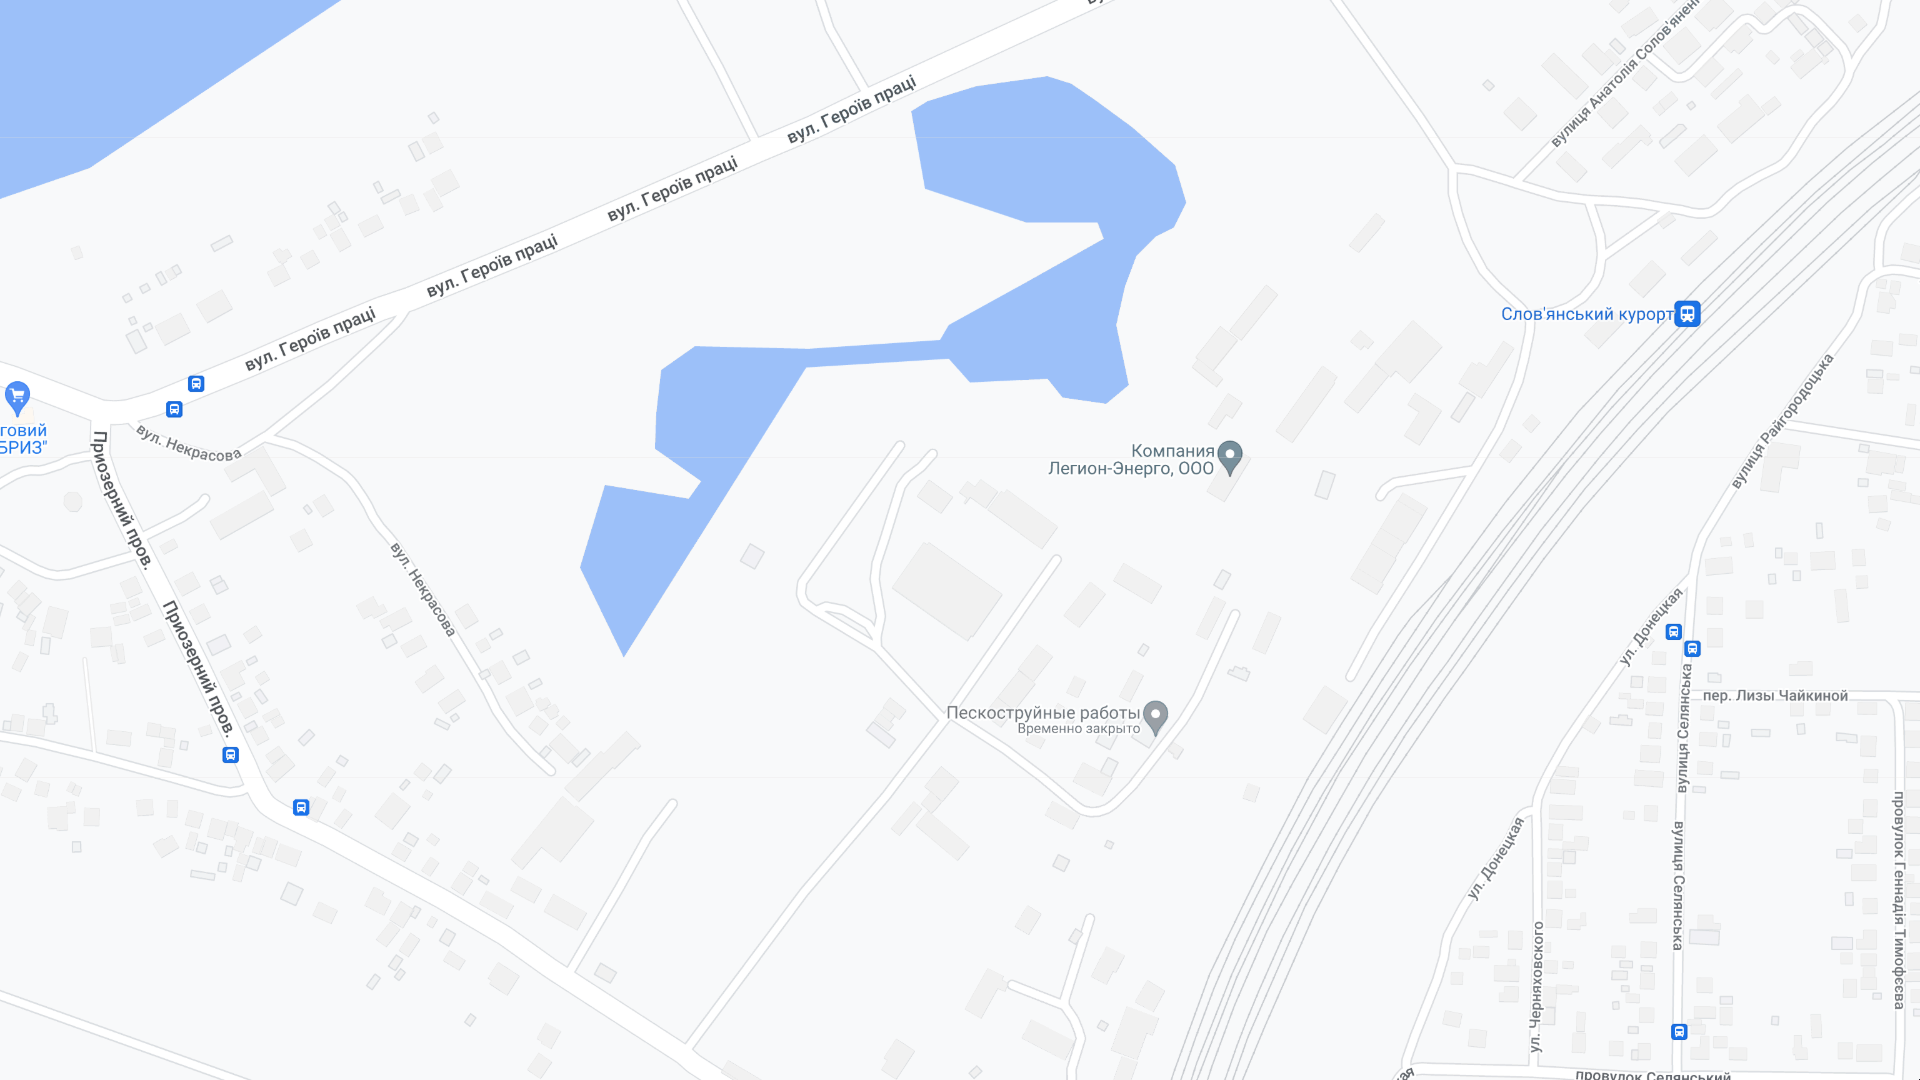 вулиця Анатолія Солов'яненка
вул. Героїв праці
вул. Героїв праці
вул. Героїв праці
вул. Героїв праці
Слов'янський курорт
говий
БРИЗ"
вул. Некрасова
Приозерний пров.
Компания
Легион-Энерго, ООО
вулиця Райгородоцька
вул. Некрасова
Приозерний пров.
ул. Донецкая
пер. Лизы Чайкиной
вулиця Селянська
Пескоструйные работы
Временно закрыто
ул. Донецкая
вулиця Селянська
провулок Геннадія Тимофєєва
ул. Черняховского
провулок Селянський
ая